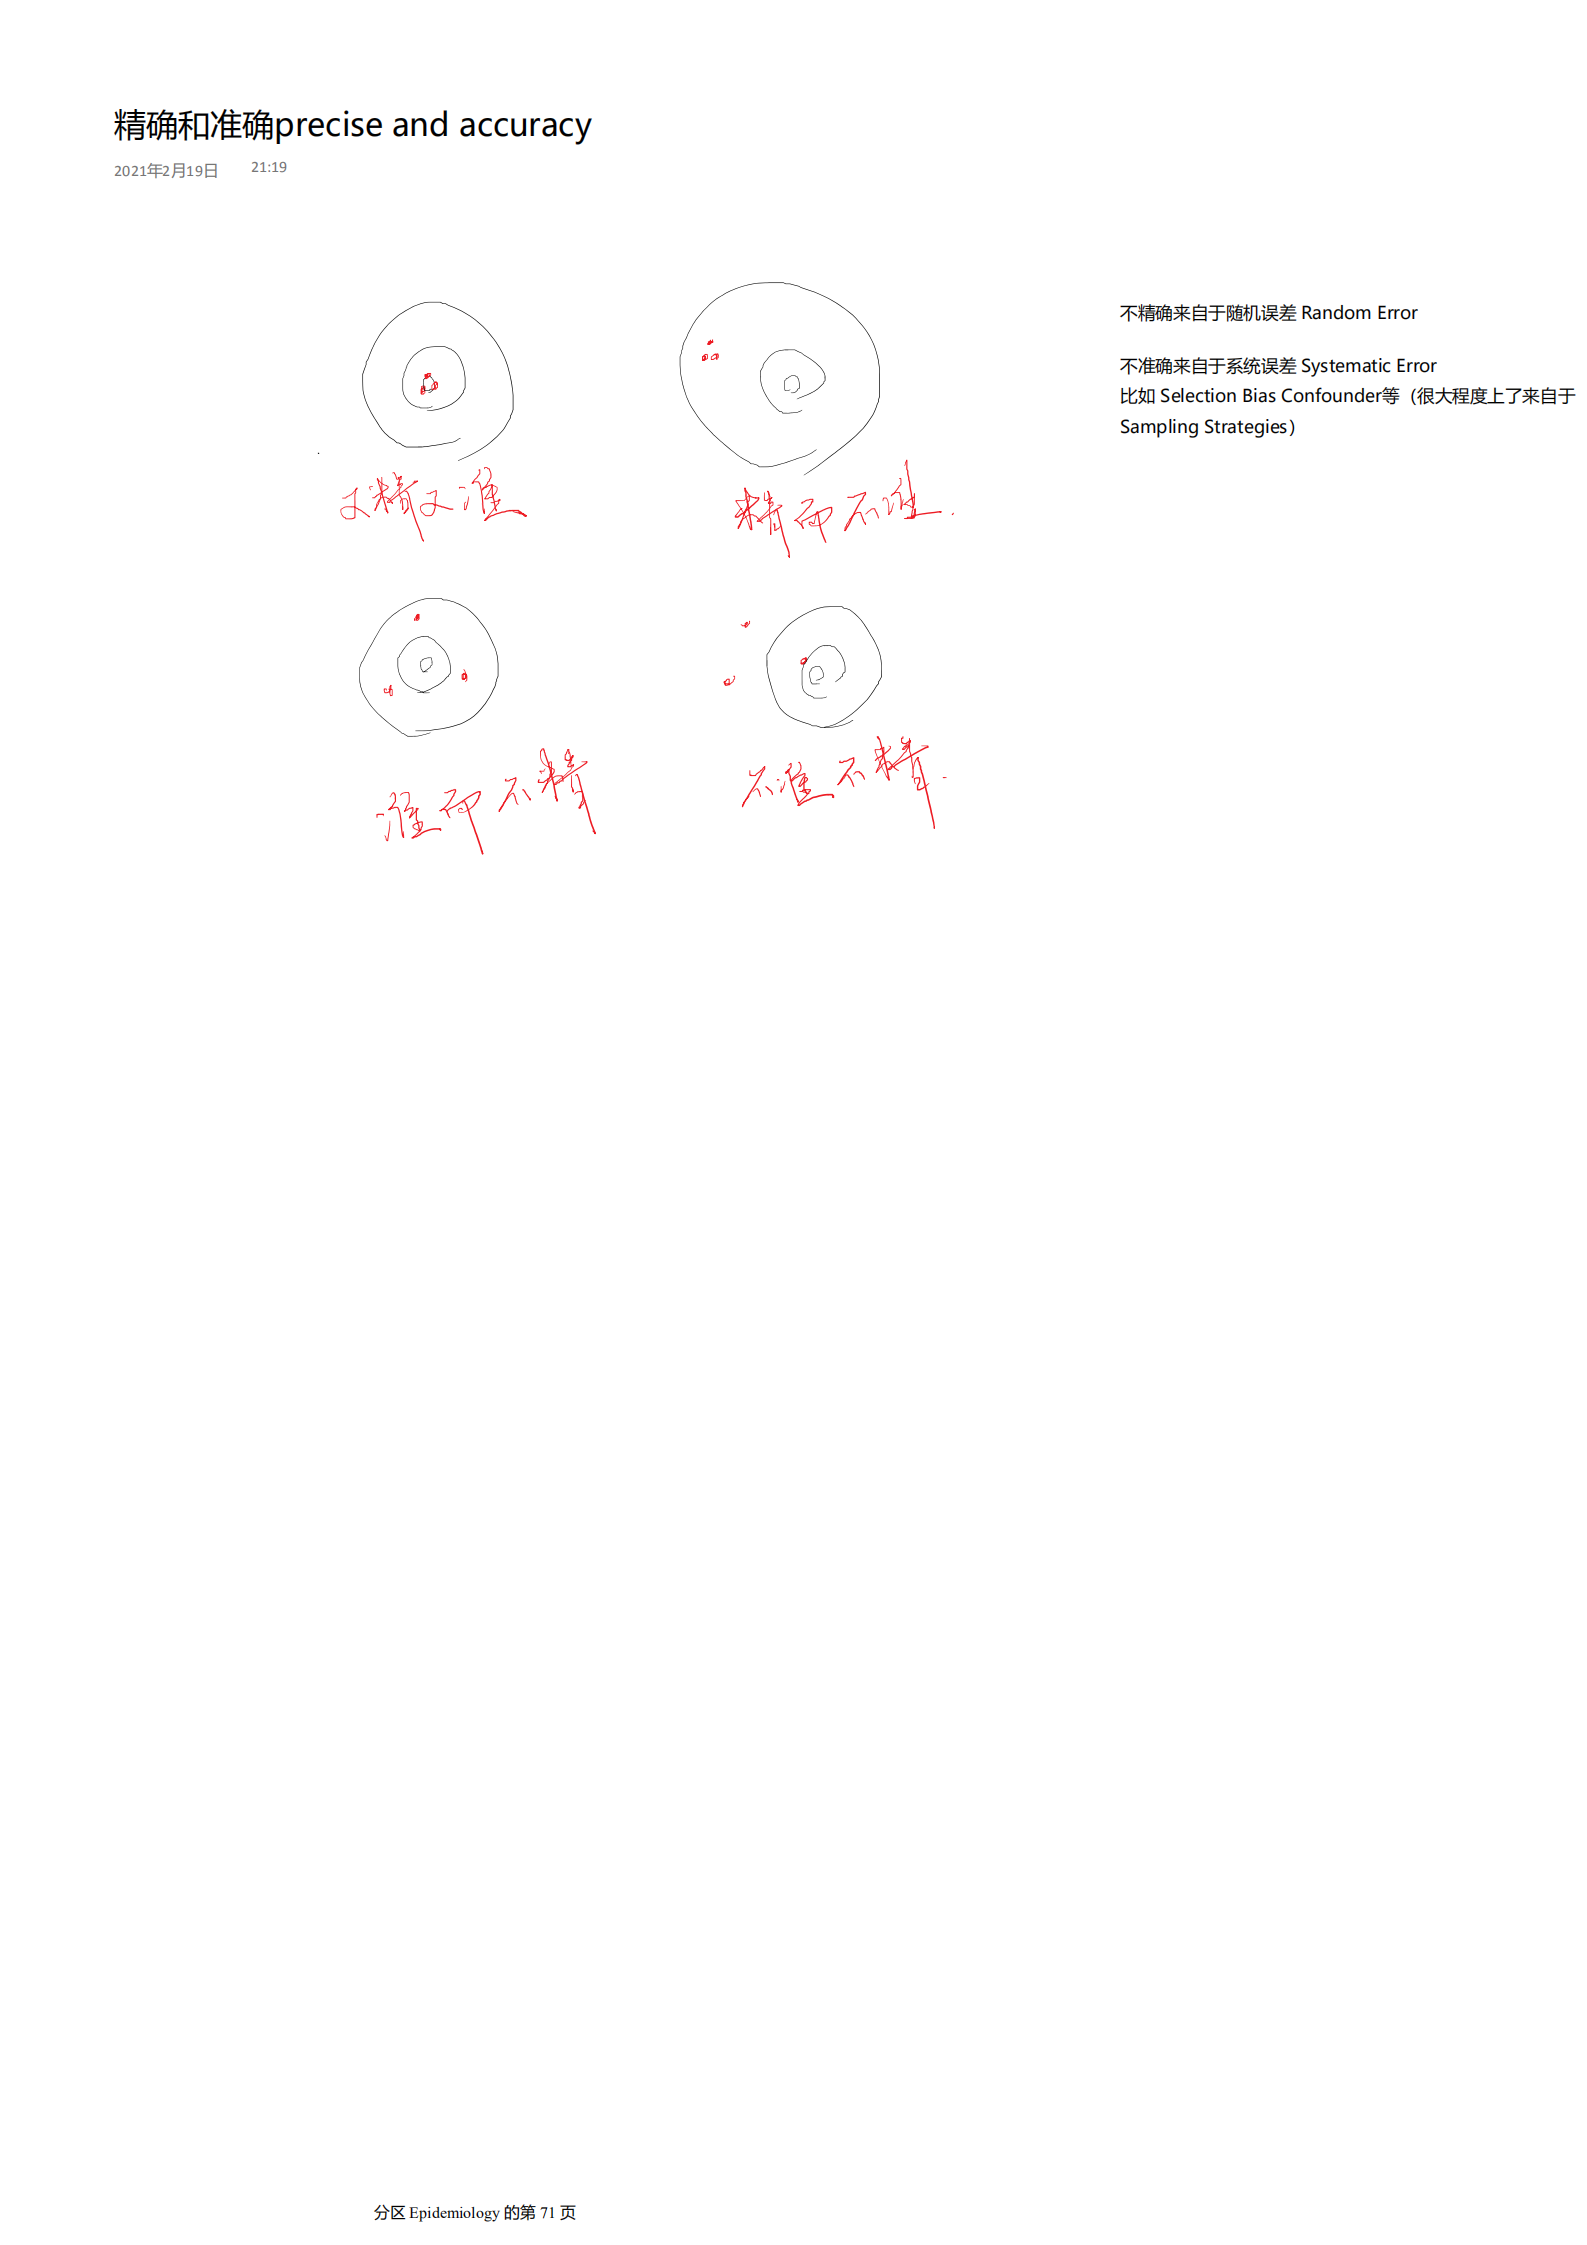 精确和准确precise and accuracy
2021年2月19日 21:19
不精确来自于随机误差 Random Error
不准确来自于系统误差 Systematic Error
比如 Selection Bias Confounder等（很大程度上了来自于
Sampling Strategies）
又精又准
精而不准.
准而不精
不准不精.
分区 Epidemiology 的第 71 页